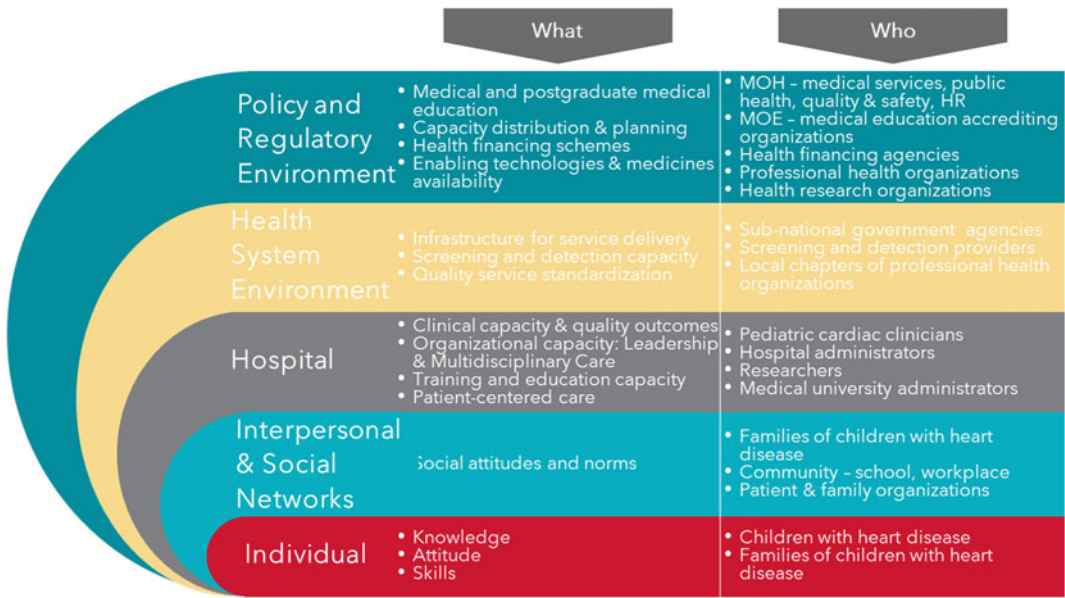 What
Who
Policy and
Regulatory
Environment
• Medical and postgraduate medical
education
• Capacity distribution & planning
• Health financing schemes
• Enabling technologies & medicines
availability
• MOH – medical services, public
health, quality & safety, HR
• MOE – medical education accrediting
organizations
• Health financing agencies
• Professional health organizations
• Health research organizations
Health
System
Environment
• Infrastructure for service delivery
• Screening and detection capacity
• Quality service standardization
• Sub-national government agencies
• Screening and detection providers
• Local chapters of professional health
organizations
Hospital
• Clinical capacity & quality outcomes
• Organizational capacity: Leadership
& Multidisciplinary Care
• Training and education capacity
• Patient-centered care
• Pediatric cardiac clinicians
• Hospital administrators
• Researchers
• Medical university administrators
Interpersonal
& Social
Networks
Social attitudes and norms
• Families of children with heart
disease
• Community – school, workplace
• Patient & family organizations
Individual
• Knowledge
• Attitude
• Skills
• Children with heart disease
• Families of children with heart
disease